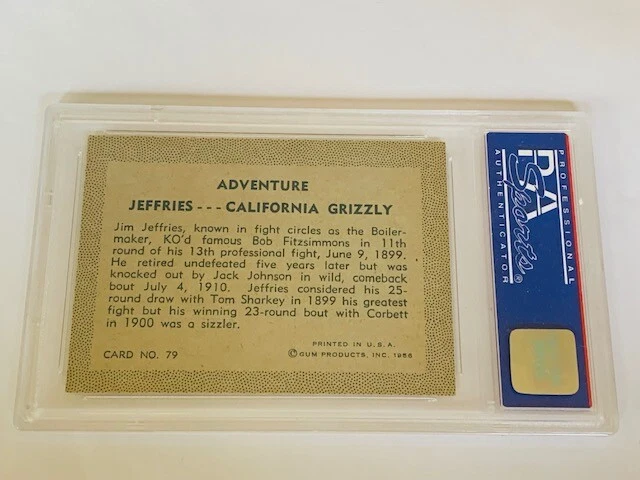 ADVENTURE
JEFFRIES - - - CALIFORNIA GRIZZLY
Jim Jeffries, known in fight circles as the Boiler-
maker, KO'd famous Bob Fitzsimmons in 11th
round of his 13th professional fight, June 9, 1899.
He retired undefeated five years later but was
knocked out by Jack Johnson in wild, comeback
bout July 4, 1910. Jeffries considered his 25-
round draw with Tom Sharkey in 1899 his greatest
fight but his winning 23-round bout with Corbett
in 1900 was a sizzler.
PRINTED IN U.S.A.
CARD NO. 79
© GUM PRODUCTS, INC. 1956
PROFESSIONAL
PSA
Sports®
AUTHENTICATOR